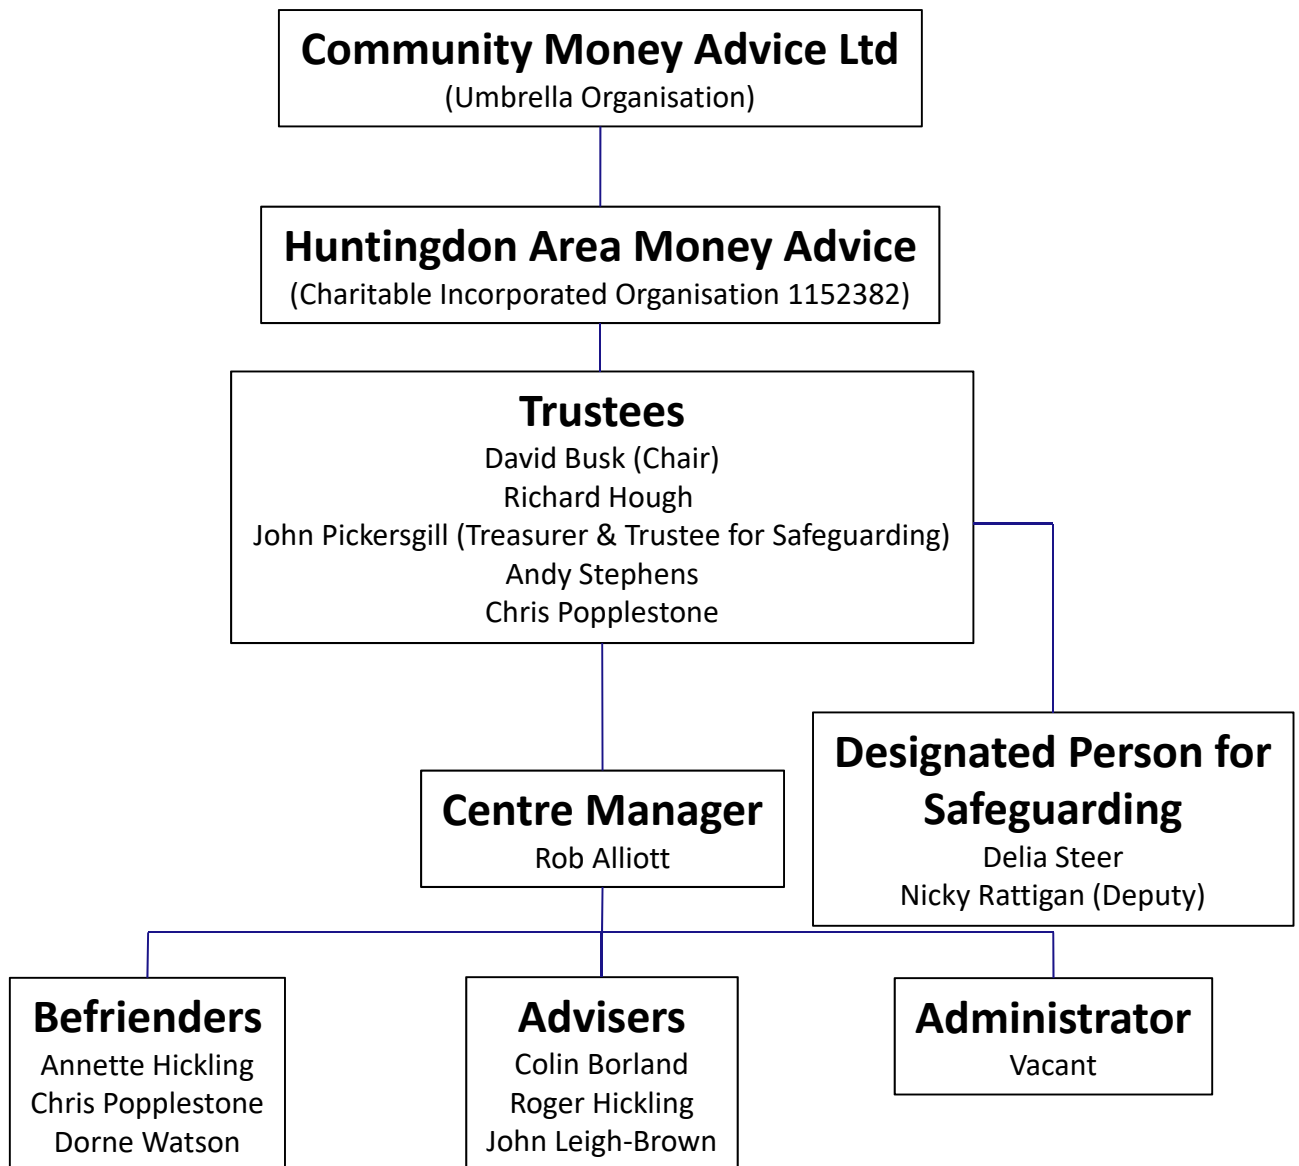 Community Money Advice Ltd
(Umbrella Organisation)
Huntingdon Area Money Advice
(Charitable Incorporated Organisation 1152382)
Trustees
David Busk (Chair)
Richard Hough
John Pickersgill (Treasurer & Trustee for Safeguarding)
Andy Stephens
Chris Popplestone
Centre Manager
Rob Alliott
Designated Person for
Safeguarding
Delia Steer
Nicky Rattigan (Deputy)
Befrienders
Annette Hickling
Chris Popplestone
Dorne Watson
Advisers
Colin Borland
Roger Hickling
John Leigh-Brown
Administrator
Vacant